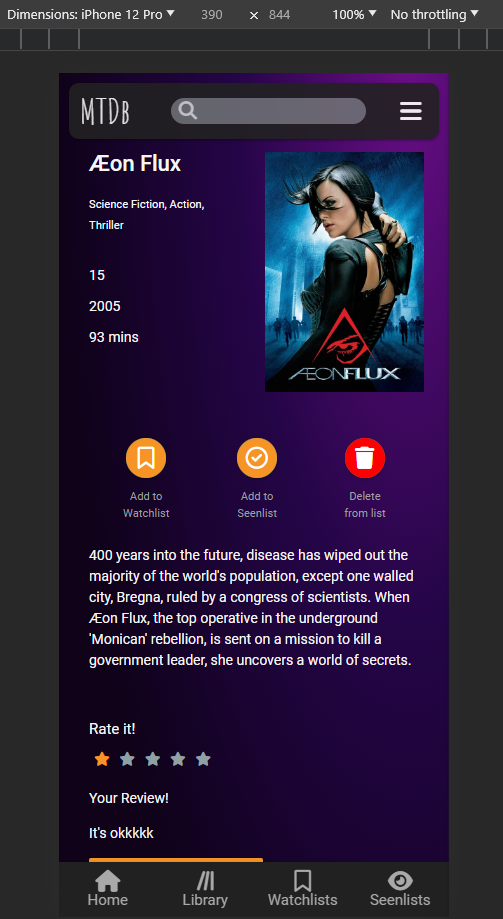 Dimensions: iPhone 12 Pro 390 × 844 100% No throttling
MTDb
Æon Flux
Science Fiction, Action,
Thriller
15
2005
93 mins
ÆONFLUX
Add to
Watchlist
Add to
Seenlist
Delete
from list
400 years into the future, disease has wiped out the
majority of the world's population, except one walled
city, Bregna, ruled by a congress of scientists. When
Æon Flux, the top operative in the underground
'Monican' rebellion, is sent on a mission to kill a
government leader, she uncovers a world of secrets.
Rate it!
Your Review!
It's okkkkk
Home Library Watchlists Seenlists